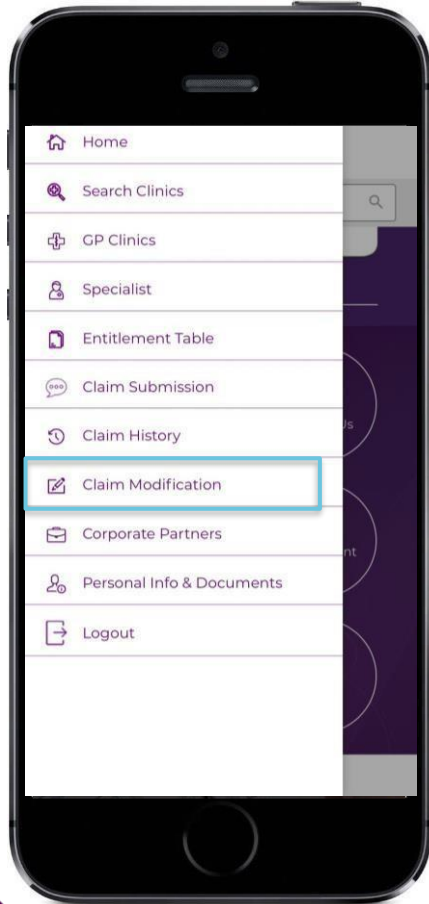 Home
Search Clinics
GP Clinics
Specialist
Entitlement Table
Claim Submission
Claim History
Claim Modification
Corporate Partners
Personal Info & Documents
Logout